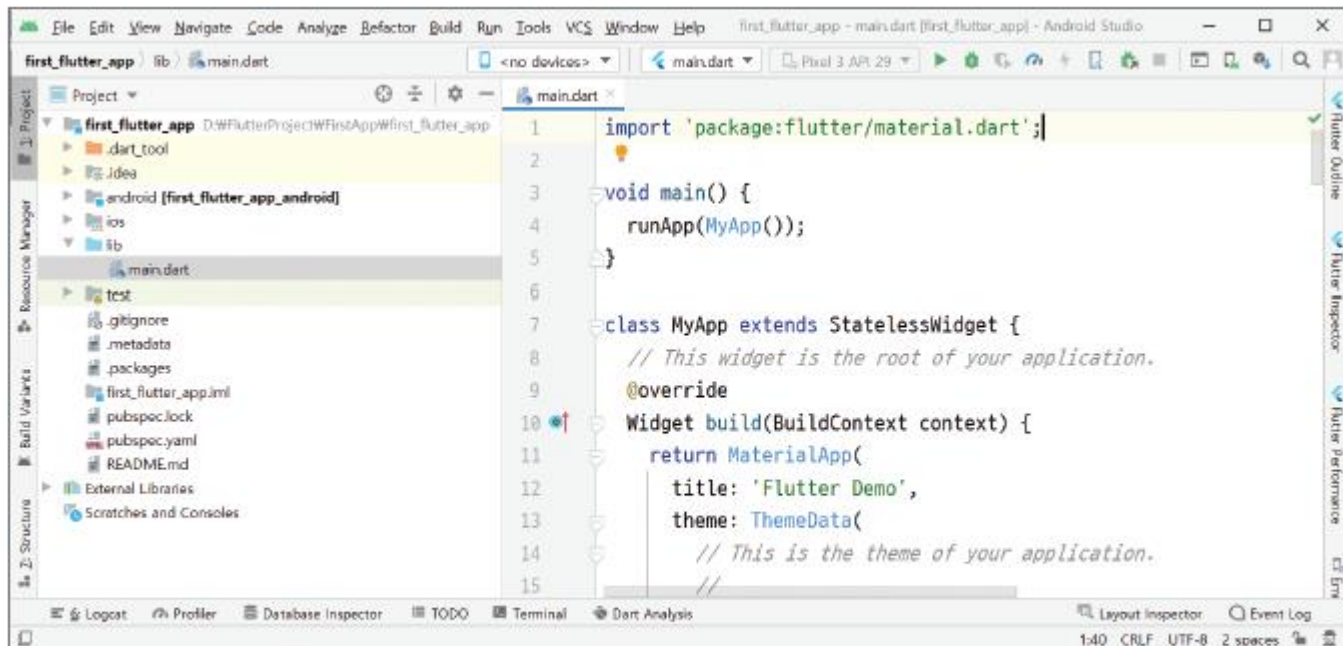 File Edit View Navigate Code Analyze Refactor Build Run Tools VCS Window Help first_flutter_app - main.dart [first_flutter_app] - Android Studio
first_flutter_app lib main.dart <no devices> main.dart Pixel 3 API 29
Project main.dart
first_flutter_app D:₩FlutterProject₩FirstApp₩first_flutter_app
.dart_tool
.idea
android [first_flutter_app_android]
ios
lib
main.dart
test
.gitignore
.metadata
.packages
first_flutter_app.iml
pubspec.lock
pubspec.yaml
README.md
External Libraries
Scratches and Consoles
1 import 'package:flutter/material.dart';
2
3 void main() {
4 runApp(MyApp());
5 }
6
7 class MyApp extends StatelessWidget {
8 // This widget is the root of your application.
9 @override
10 Widget build(BuildContext context) {
11 return MaterialApp(
12 title: 'Flutter Demo',
13 theme: ThemeData(
14 // This is the theme of your application.
15 //
1: Project
Resource Manager
Build Variants
Z: Structure
Flutter Outline
Flutter Inspector
Flutter Performance
6: Logcat Profiler Database Inspector TODO Terminal Dart Analysis Layout Inspector Event Log
1:40 CRLF UTF-8 2 spaces